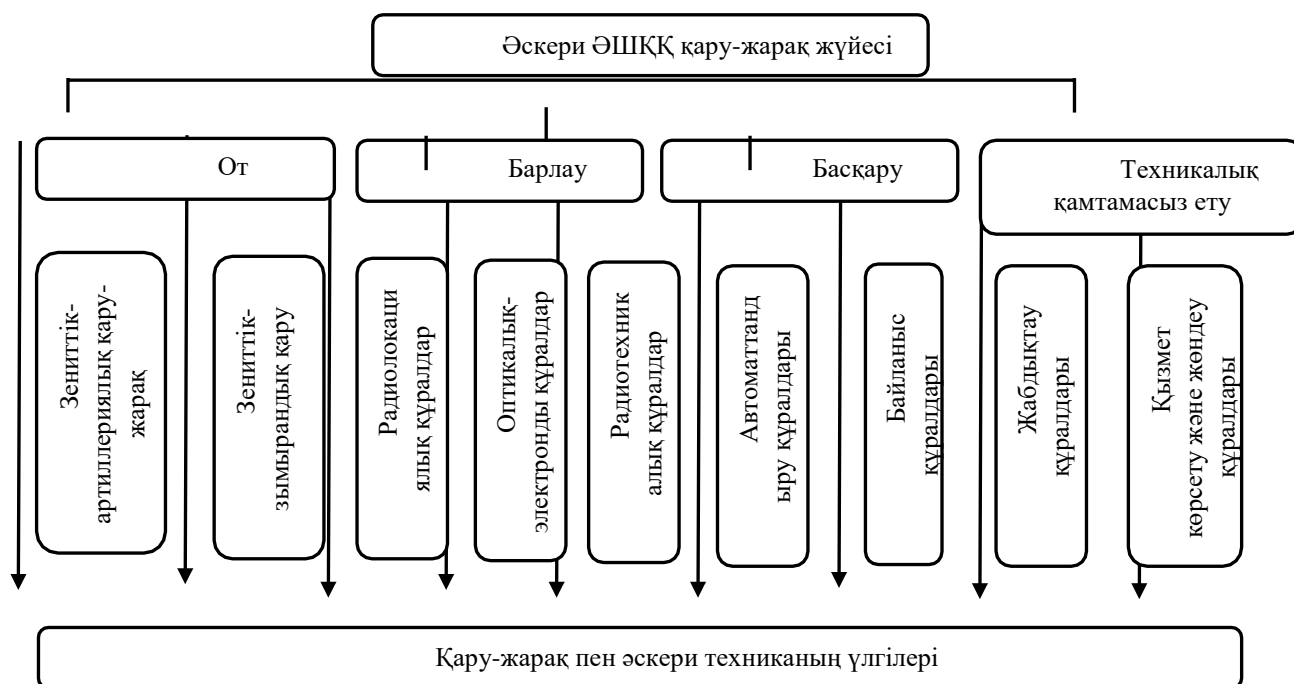 Әскери ӘШҚҚ қару-жарақ жүйесі
От
Барлау
Басқару
Техникалық
қамтамасыз ету
Зениттік-
артиллериялық қару-
жарақ
Зениттік-
зымырандық қару
Радиолокаци
ялық құралдар
Оптикалық-
электронды құралдар
Радиотехник
алық құралдар
Автоматтанд
ыру құралдары
Байланыс
құралдары
Жабдықтау
құралдары
Қызмет
көрсету және жөндеу
құралдары
Қару-жарақ пен әскери техниканың үлгілері